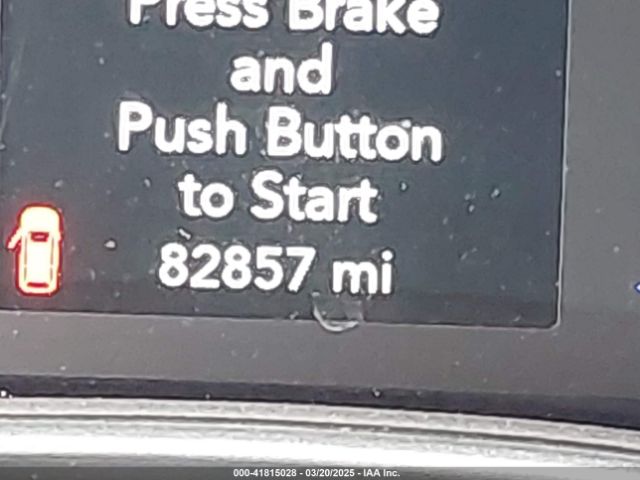 Press Brake
and
Push Button
to Start
82857 mi
000-41815028 - 03/20/2025 - IAA Inc.